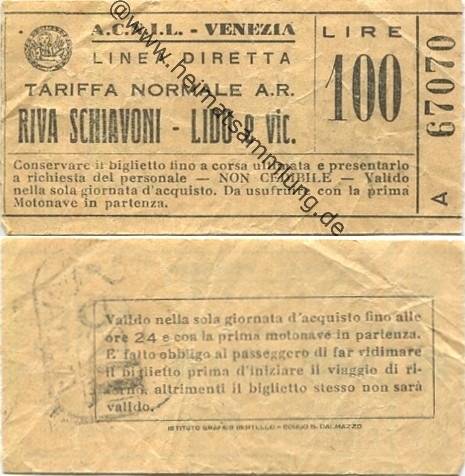 A.C.N.I.L. - VENEZIA
LINEA DIRETTA
TARIFFA NORMALE A.R.
RIVA SCHIAVONI - LIDO o vic.
LIRE
100
A 67070
Conservare il biglietto fino a corsa ultimata e presentarlo
a richiesta del personale — NON CEDIBILE — Valido
nella sola giornata d'acquisto. Da usufruire con la prima
Motonave in partenza.
www.heimatsammlung.de
Valido nella sola giornata d'acquisto fino alle
ore 24 e con la prima motonave in partenza.
E' fatto obbligo al passeggero di far vidimare
il biglietto prima d'iniziare il viaggio di ri-
torno, altrimenti il biglietto stesso non sarà
valido.
ISTITUTO GRAFICO BERTELLO - BORGO S. DALMAZZO